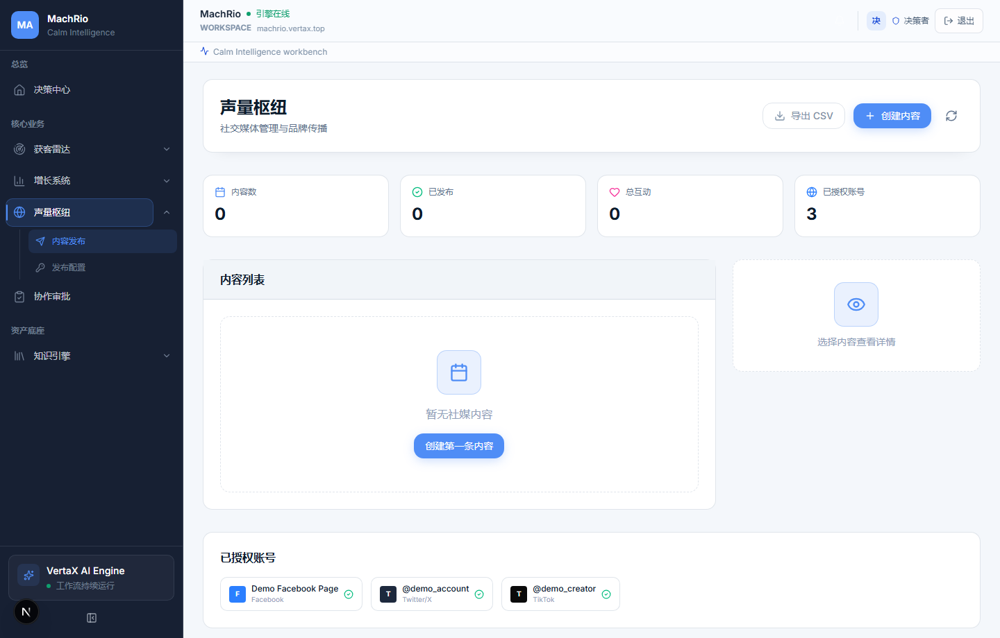 MA
MachRio
Calm Intelligence
总览
决策中心
核心业务
获客雷达
增长系统
声量枢纽
内容发布
发布配置
协作审批
资产底座
知识引擎
VertaX AI Engine
工作流持续运行
N
MachRio
引擎在线
WORKSPACE machrio.vertax.top
决
决策者
退出
Calm Intelligence workbench
声量枢纽
社交媒体管理与品牌传播
导出 CSV
创建内容
内容数
0
已发布
0
总互动
0
已授权账号
3
内容列表
暂无社媒内容
创建第一条内容
选择内容查看详情
已授权账号
F
Demo Facebook Page
Facebook
T
@demo_account
Twitter/X
T
@demo_creator
TikTok